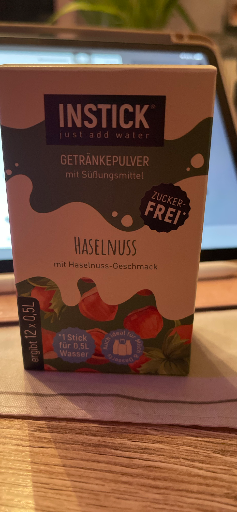 INSTICK®
just add water
GETRÄNKEPULVER
mit Süßungsmittel
ZUCKER-
FREI
HASELNUSS
mit Haselnuss-Geschmack
ergibt 12 x 0,5L
*1 Stick
für 0,5L
Wasser